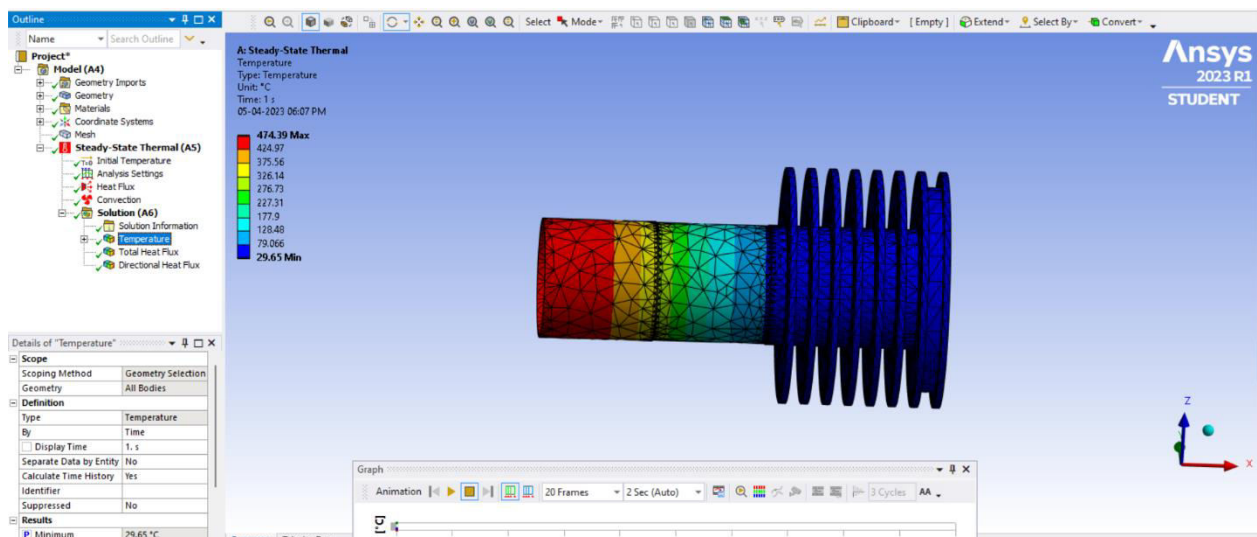 Outline
Name
Search Outline
Project*
Model (A4)
Geometry Imports
Geometry
Materials
Coordinate Systems
Mesh
Steady-State Thermal (A5)
Initial Temperature
Analysis Settings
Heat Flux
Convection
Solution (A6)
Solution Information
Temperature
Total Heat Flux
Directional Heat Flux
Details of "Temperature"
Scope
Scoping Method Geometry Selection
Geometry All Bodies
Definition
Type Temperature
By Time
Display Time 1. s
Separate Data by Entity No
Calculate Time History Yes
Identifier
Suppressed No
Results
Minimum 29.65 °C
Select Mode Clipboard [ Empty ] Extend Select By Convert
A: Steady-State Thermal
Temperature
Type: Temperature
Unit: °C
Time: 1 s
05-04-2023 06:07 PM
474.39 Max
424.97
375.56
326.14
276.73
227.31
177.9
128.48
79.066
29.65 Min
Ansys
2023 R1
STUDENT
Z
X
Graph
Animation 20 Frames 2 Sec (Auto) 3 Cycles AA
[°C]